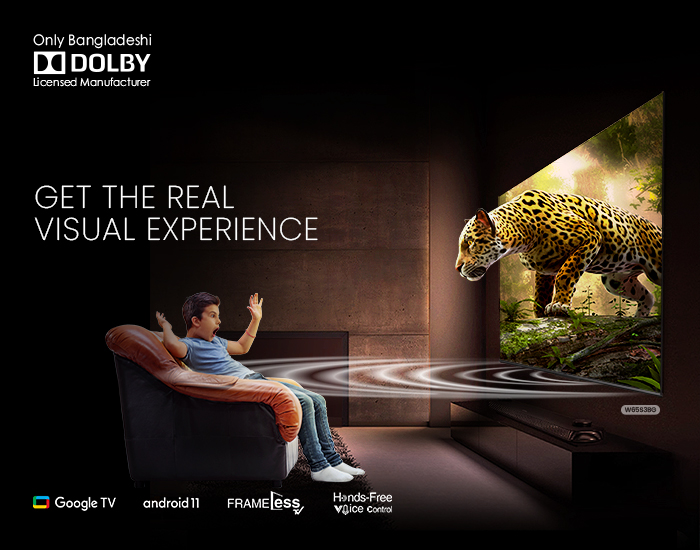 Only Bangladeshi
DOLBY
Licensed Manufacturer
GET THE REAL
VISUAL EXPERIENCE
W65S3BG
Google TV
android 11
FRAMELess TV
Hands-Free
Voice Control